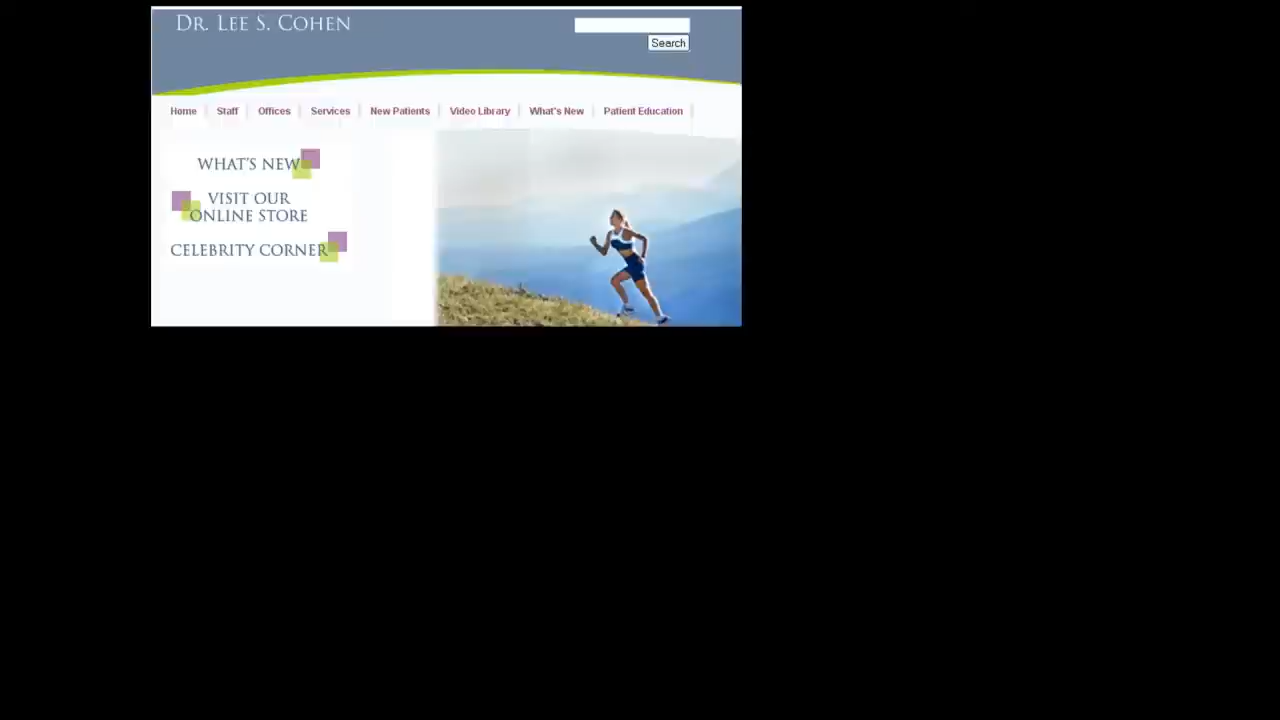 DR. LEE S. COHEN
Search
Home Staff Offices Services New Patients Video Library What's New Patient Education
WHAT'S NEW
VISIT OUR
ONLINE STORE
CELEBRITY CORNER